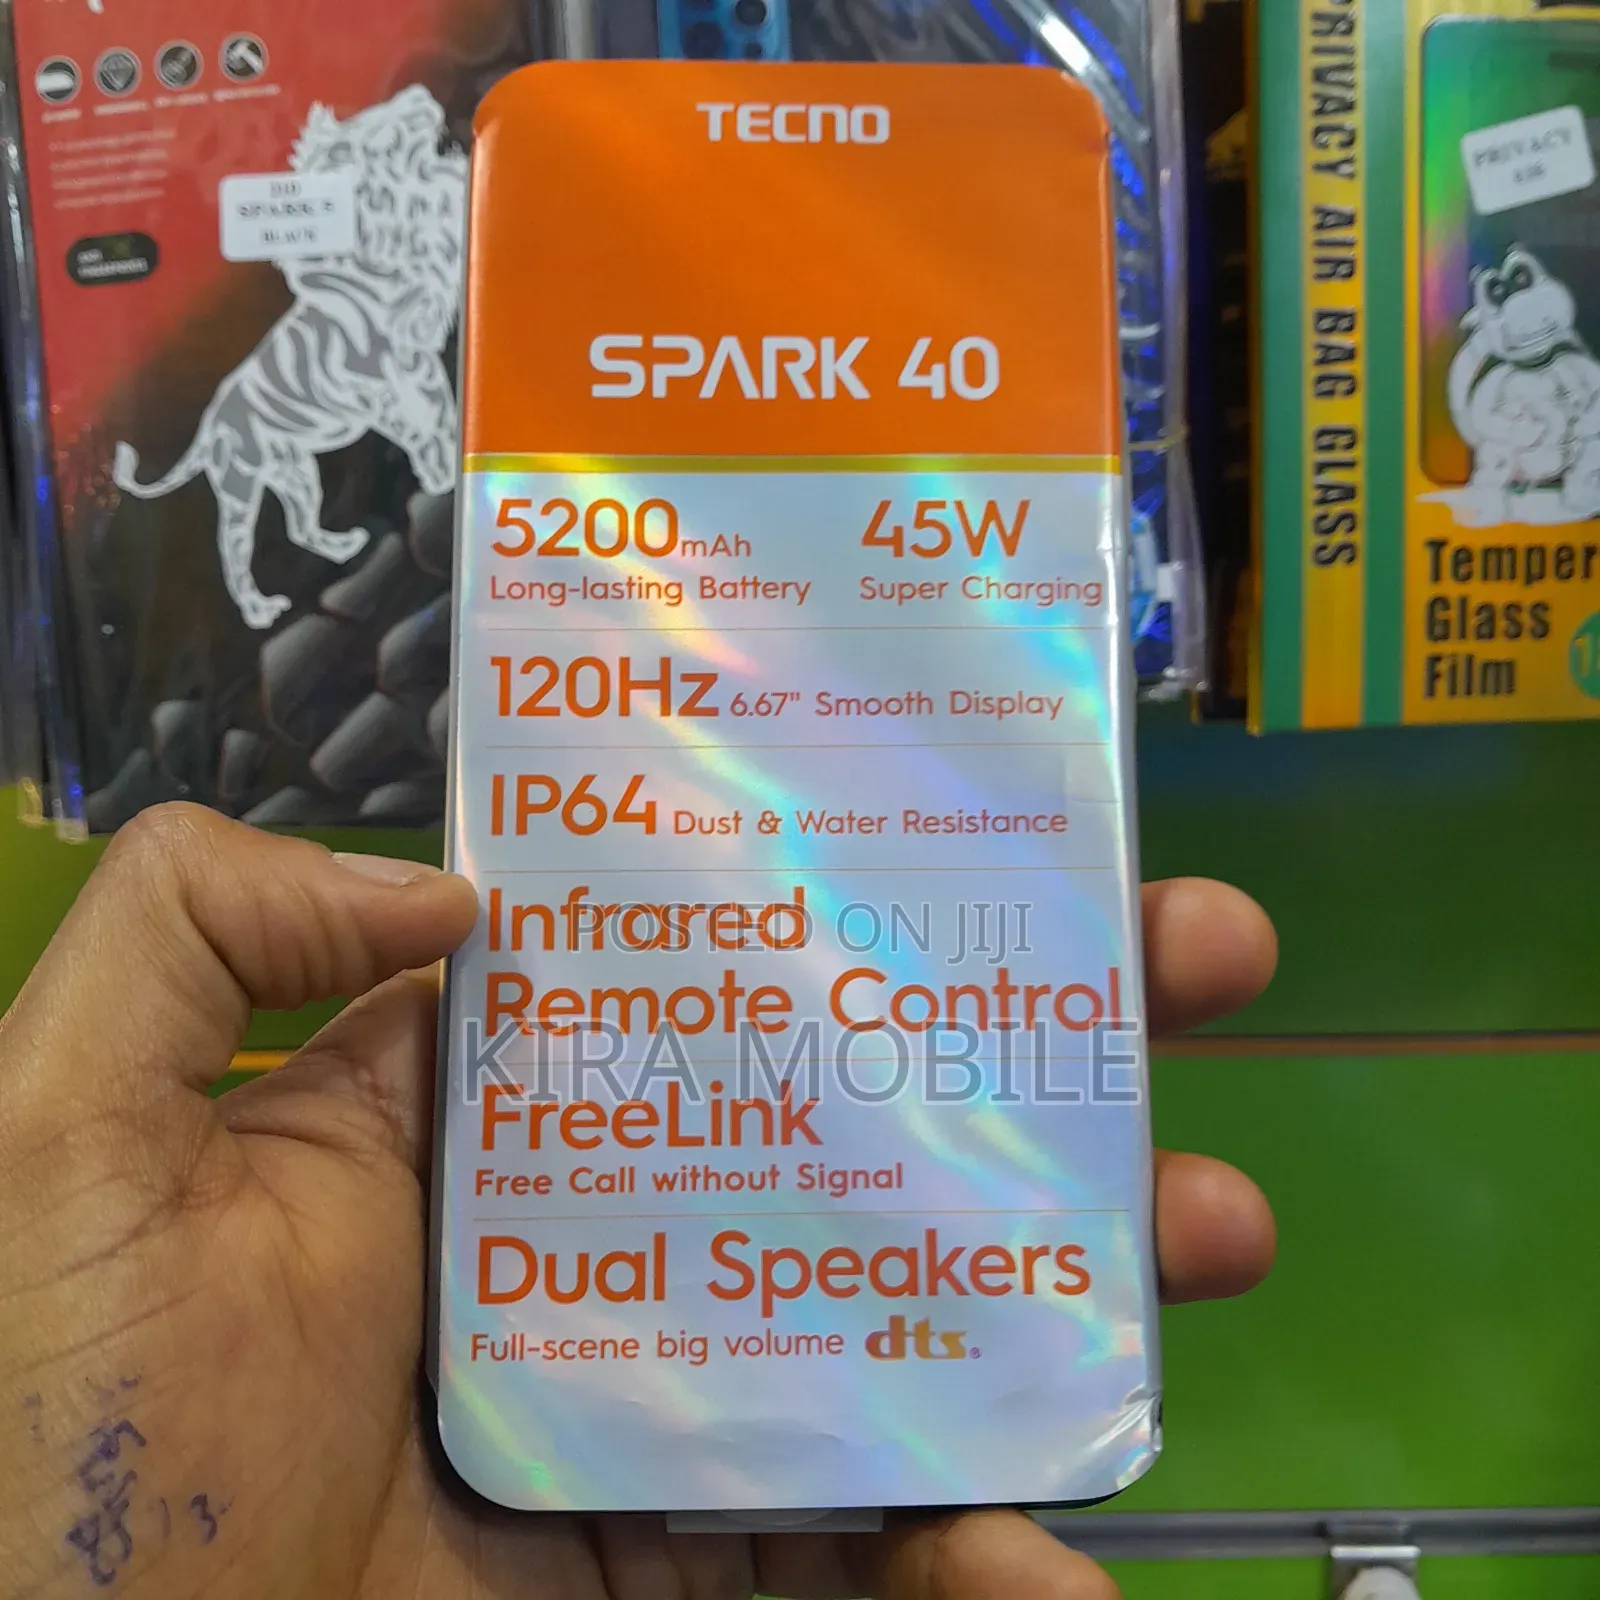 TECNO
SPARK 40
5200mAh
Long-lasting Battery
45W
Super Charging
120Hz 6.67" Smooth Display
IP64 Dust & Water Resistance
Infrared
Remote Control
FreeLink
Free Call without Signal
Dual Speakers
Full-scene big volume dts®
POSTED ON JIJI
KIRA MOBILE
PRIVACY AIR BAG GLASS
PRIVACY
Temper
Glass
Film